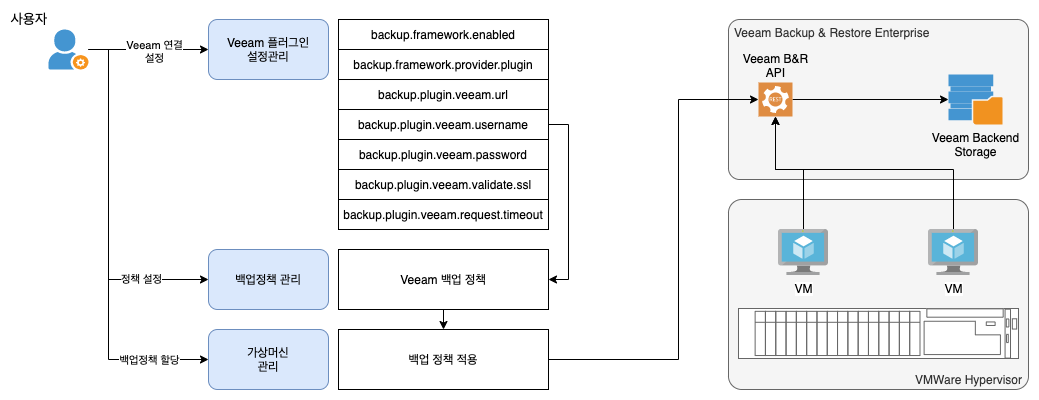 사용자
Veeam 연결
설정
Veeam 플러그인
설정관리
backup.framework.enabled
backup.framework.provider.plugin
backup.plugin.veeam.url
backup.plugin.veeam.username
backup.plugin.veeam.password
backup.plugin.veeam.validate.ssl
backup.plugin.veeam.request.timeout
정책 설정
백업정책 관리
Veeam 백업 정책
백업정책 할당
가상머신
관리
백업 정책 적용
Veeam Backup & Restore Enterprise
Veeam B&R
API
REST
Veeam Backend
Storage
VM
VM
VMWare Hypervisor